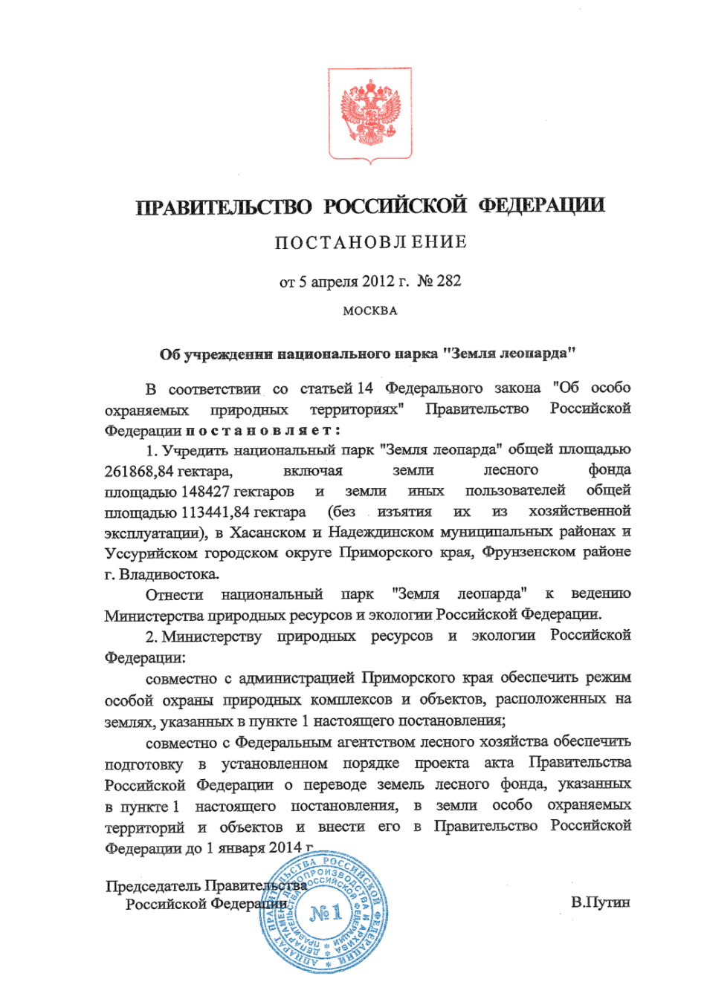 ПРАВИТЕЛЬСТВО РОССИЙСКОЙ ФЕДЕРАЦИИ
ПОСТАНОВЛЕНИЕ
от 5 апреля 2012 г. № 282
МОСКВА
Об учреждении национального парка "Земля леопарда"
В соответствии со статьей 14 Федерального закона "Об особо
охраняемых природных территориях" Правительство Российской
Федерации постановляет:
1. Учредить национальный парк "Земля леопарда" общей площадью
261868,84 гектара, включая земли лесного фонда
площадью 148427 гектаров и земли иных пользователей общей
площадью 113441,84 гектара (без изъятия их из хозяйственной
эксплуатации), в Хасанском и Надеждинском муниципальных районах и
Уссурийском городском округе Приморского края, Фрунзенском районе
г. Владивостока.
Отнести национальный парк "Земля леопарда" к ведению
Министерства природных ресурсов и экологии Российской Федерации.
2. Министерству природных ресурсов и экологии Российской
Федерации:
совместно с администрацией Приморского края обеспечить режим
особой охраны природных комплексов и объектов, расположенных на
землях, указанных в пункте 1 настоящего постановления;
совместно с Федеральным агентством лесного хозяйства обеспечить
подготовку в установленном порядке проекта акта Правительства
Российской Федерации о переводе земель лесного фонда, указанных
в пункте 1 настоящего постановления, в земли особо охраняемых
территорий и объектов и внести его в Правительство Российской
Федерации до 1 января 2014 г
Председатель Правительства
Российской Федерации
В.Путин
АППАРАТ ПРАВИТЕЛЬСТВА РОССИЙСКОЙ ФЕДЕРАЦИИ *
ДЕПАРТАМЕНТ ДЕЛОПРОИЗВОДСТВА И АРХИВА *
ПРАВИТЕЛЬСТВА РОССИЙСКОЙ ФЕДЕРАЦИИ *
№1